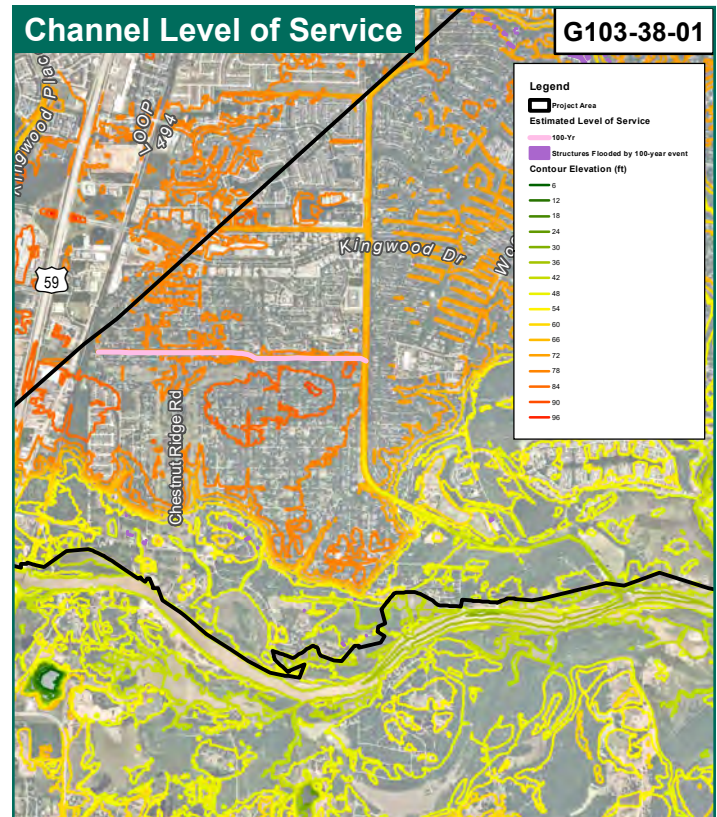 Channel Level of Service
G103-38-01
Kingwood Plac
LOOP
494
Legend
Project Area
Estimated Level of Service
100-Yr
Structures Flooded by 100-year event
Contour Elevation (ft)
6
12
18
24
30
36
42
48
54
60
66
72
78
84
90
96
Kingwood Dr
Woo
59
Chestnut Ridge Rd